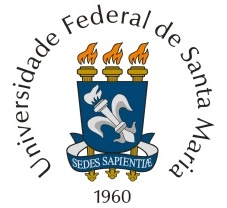 Universidade Federal de Santa Maria
SEDES SAPIENTIÆ
1960